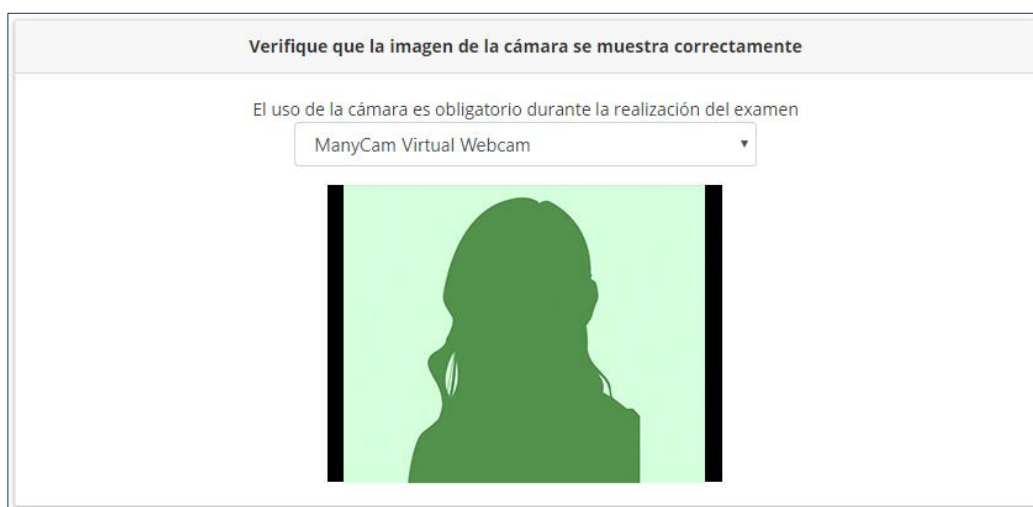 Verifique que la imagen de la cámara se muestra correctamente
El uso de la cámara es obligatorio durante la realización del examen
ManyCam Virtual Webcam